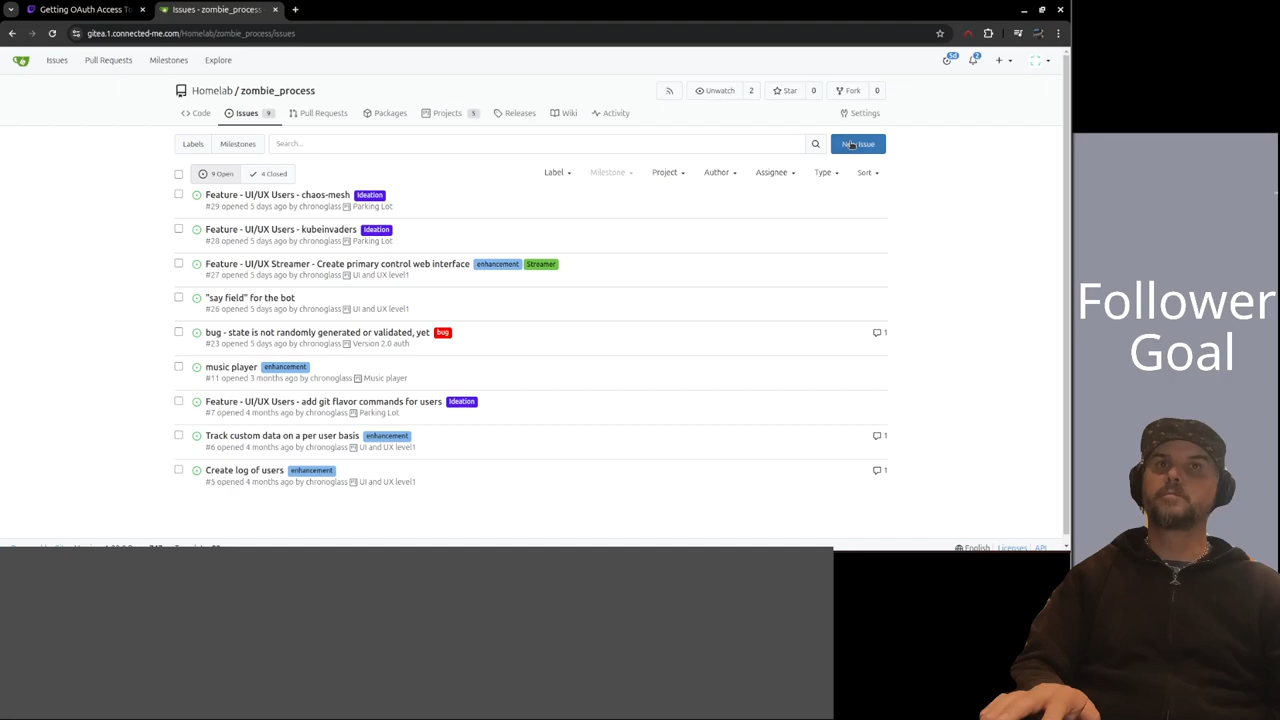 Getting OAuth Access To
Issues - zombie_process
gitea.1.connected-me.com/Homelab/zombie_process/issues
Issues Pull Requests Milestones Explore
5d
2
Homelab / zombie_process
Unwatch 2 Star 0 Fork 0
Code Issues 9 Pull Requests Packages Projects 5 Releases Wiki Activity Settings
Labels Milestones Search... New Issue
9 Open 4 Closed Label Milestone Project Author Assignee Type Sort
Feature - UI/UX Users - chaos-mesh Ideation
#29 opened 5 days ago by chronoglass Parking Lot
Feature - UI/UX Users - kubeinvaders Ideation
#28 opened 5 days ago by chronoglass Parking Lot
Feature - UI/UX Streamer - Create primary control web interface enhancement Streamer
#27 opened 5 days ago by chronoglass UI and UX level1
"say field" for the bot
#26 opened 5 days ago by chronoglass UI and UX level1
bug - state is not randomly generated or validated, yet bug 1
#23 opened 5 days ago by chronoglass Version 2.0 auth
music player enhancement
#11 opened 3 months ago by chronoglass Music player
Feature - UI/UX Users - add git flavor commands for users Ideation
#7 opened 4 months ago by chronoglass Parking Lot
Track custom data on a per user basis enhancement 1
#6 opened 4 months ago by chronoglass UI and UX level1
Create log of users enhancement 1
#5 opened 4 months ago by chronoglass UI and UX level1
English Licenses API
Follower
Goal